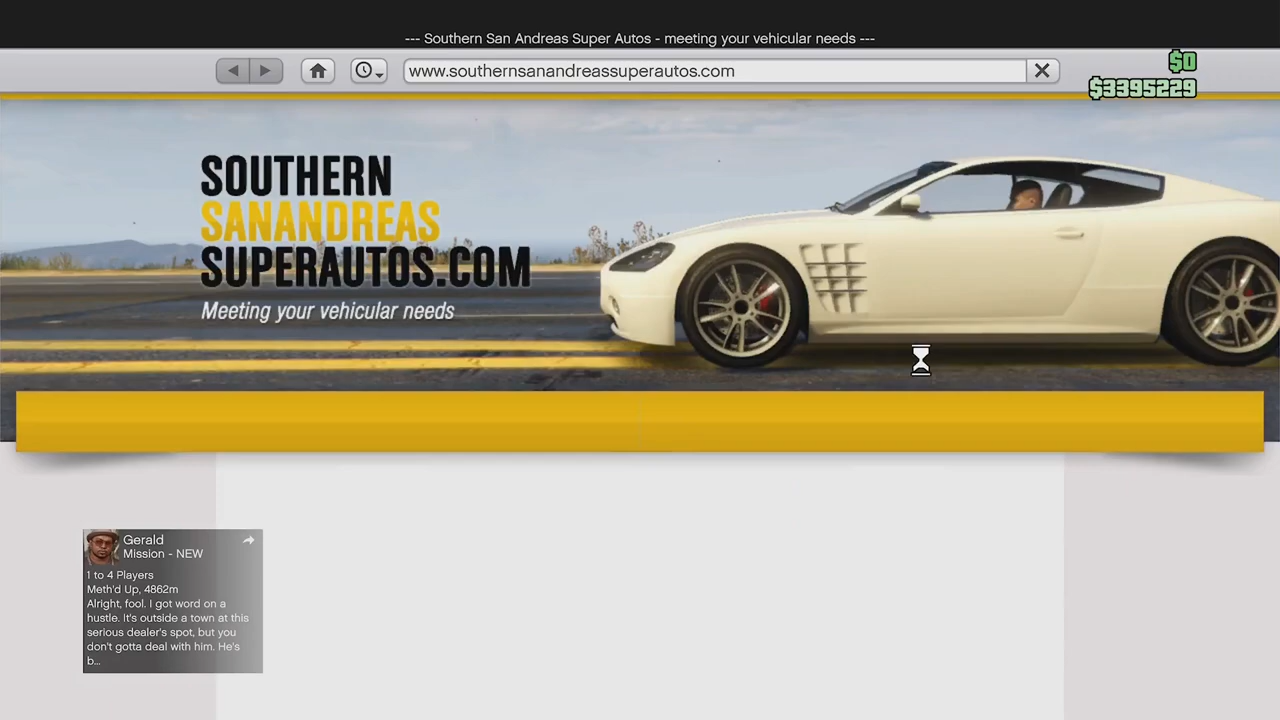 --- Southern San Andreas Super Autos - meeting your vehicular needs ---
www.southernsanandreassuperautos.com
$0
$3395229
SOUTHERN
SANANDREAS
SUPERAUTOS.COM
Meeting your vehicular needs
Gerald
Mission - NEW
1 to 4 Players
Meth'd Up, 4862m
Alright, fool. I got word on a
hustle. It's outside a town at this
serious dealer's spot, but you
don't gotta deal with him. He's
b...